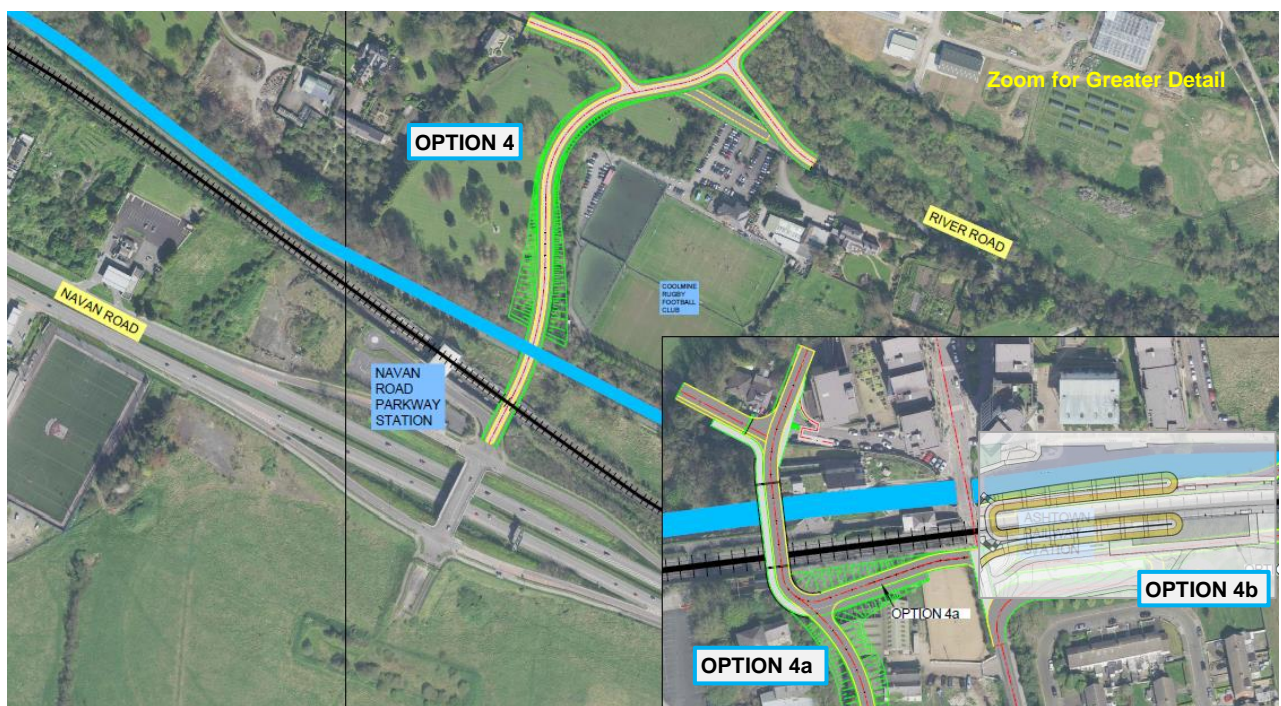 Zoom for Greater Detail
OPTION 4
RIVER ROAD
COOLMINE
RUGBY
FOOTBALL
CLUB
NAVAN ROAD
NAVAN
ROAD
PARKWAY
STATION
ASHTOWN
STATION
OPTION 4b
OPTION 4a
OPTION 4a